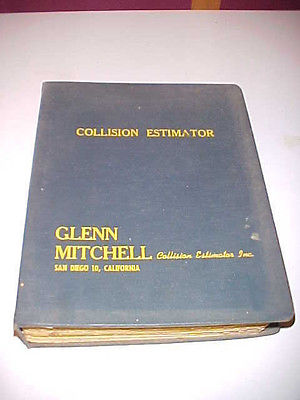 COLLISION ESTIMATOR
GLENN
MITCHELL Collision Estimator Inc.
SAN DIEGO 10, CALIFORNIA